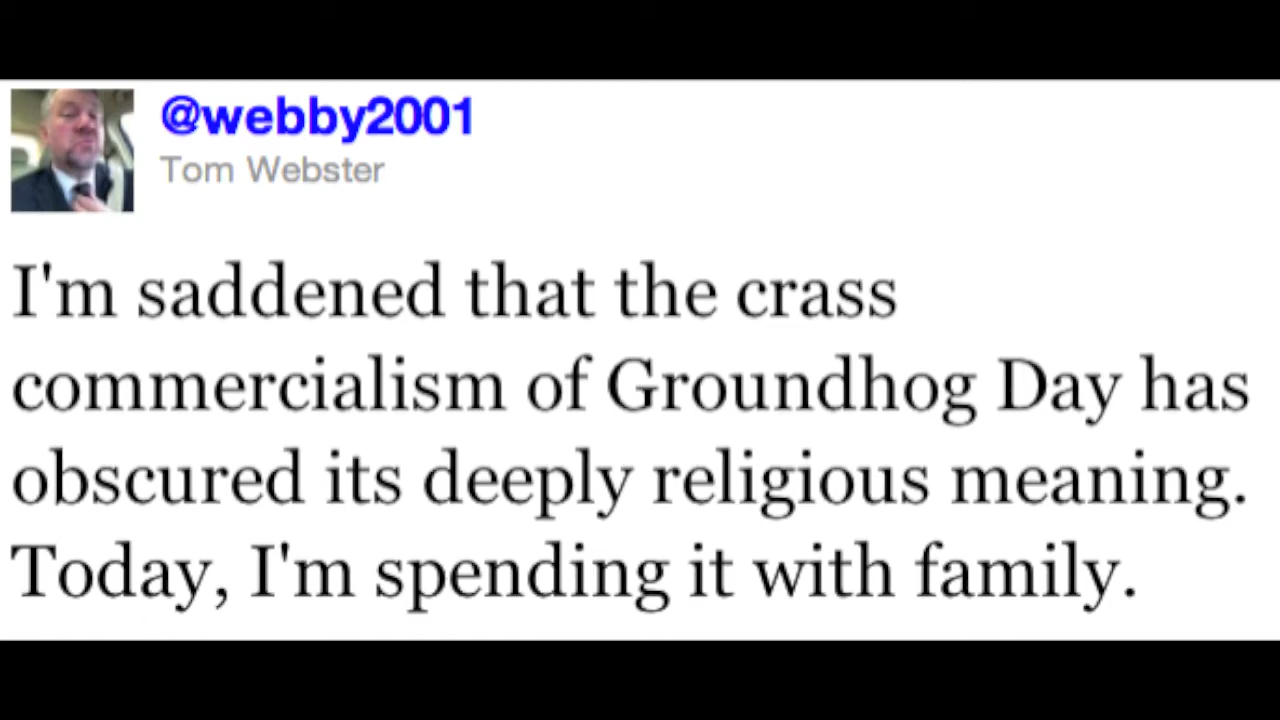 @webby2001
Tom Webster
I'm saddened that the crass
commercialism of Groundhog Day has
obscured its deeply religious meaning.
Today, I'm spending it with family.